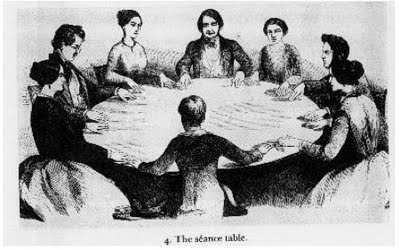 4. The séance table.